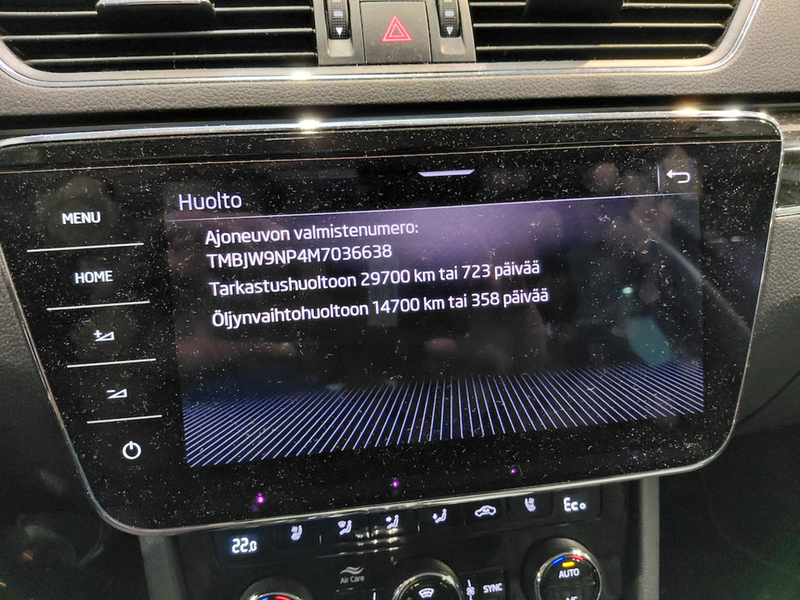 Huolto
MENU
Ajoneuvon valmistenumero:
TMBJW9NP4M7036638
HOME
Tarkastushuoltoon 29700 km tai 723 päivää
Öljynvaihtohuoltoon 14700 km tai 358 päivää
22.0
Eco
Air Care
SYNC
AUTO